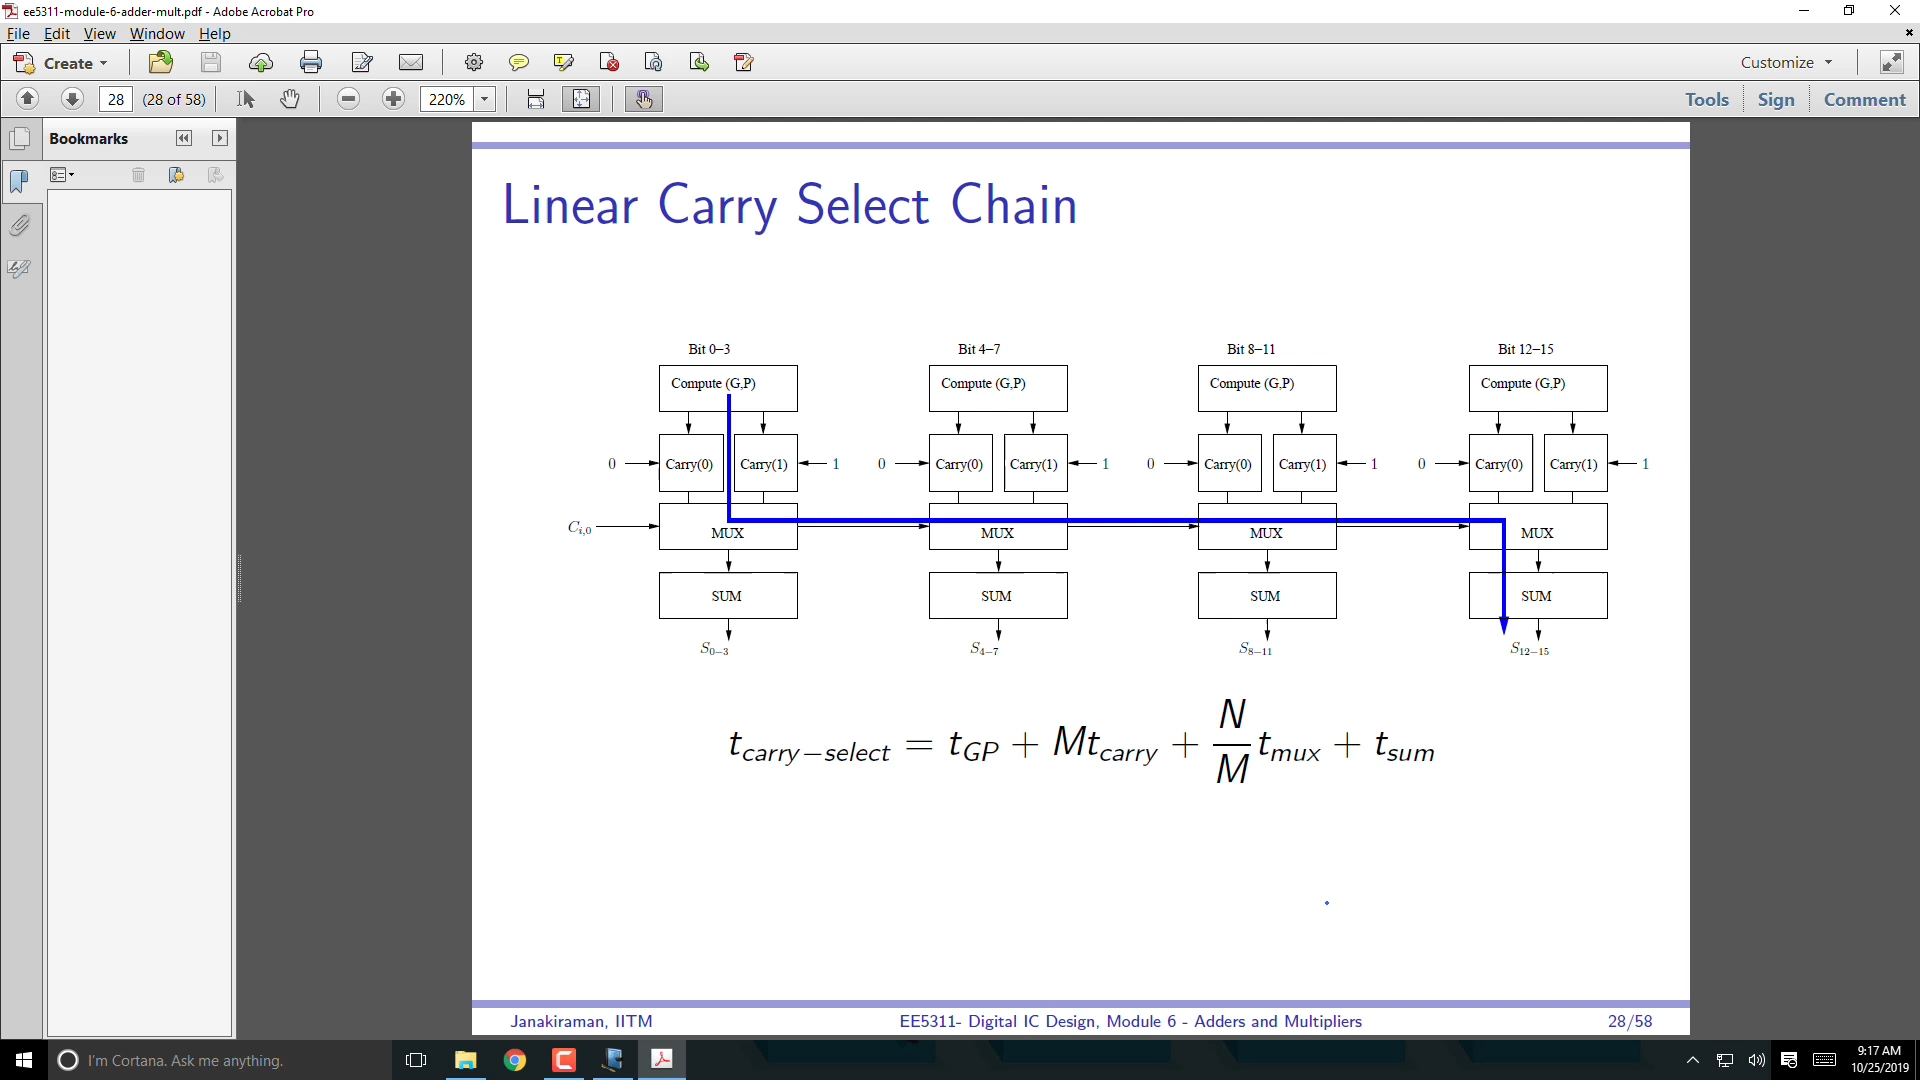 ee5311-module-6-adder-mult.pdf - Adobe Acrobat Pro
File Edit View Window Help
Create
Customize
28 (28 of 58) 220% Tools Sign Comment
Bookmarks
Linear Carry Select Chain
Bit 0–3 Bit 4–7 Bit 8–11 Bit 12–15
Compute (G,P) Compute (G,P) Compute (G,P) Compute (G,P)
0 Carry(0) Carry(1) 1 0 Carry(0) Carry(1) 1 0 Carry(0) Carry(1) 1 0 Carry(0) Carry(1) 1
C_{i,0} MUX MUX MUX MUX
SUM SUM SUM SUM
S_{0–3} S_{4–7} S_{8–11} S_{12–15}
t_{carry−select} = t_{GP} + Mt_{carry} + \frac{N}{M} t_{mux} + t_{sum}
Janakiraman, IITM EE5311- Digital IC Design, Module 6 - Adders and Multipliers 28/58
I'm Cortana. Ask me anything.
9:17 AM
10/25/2019